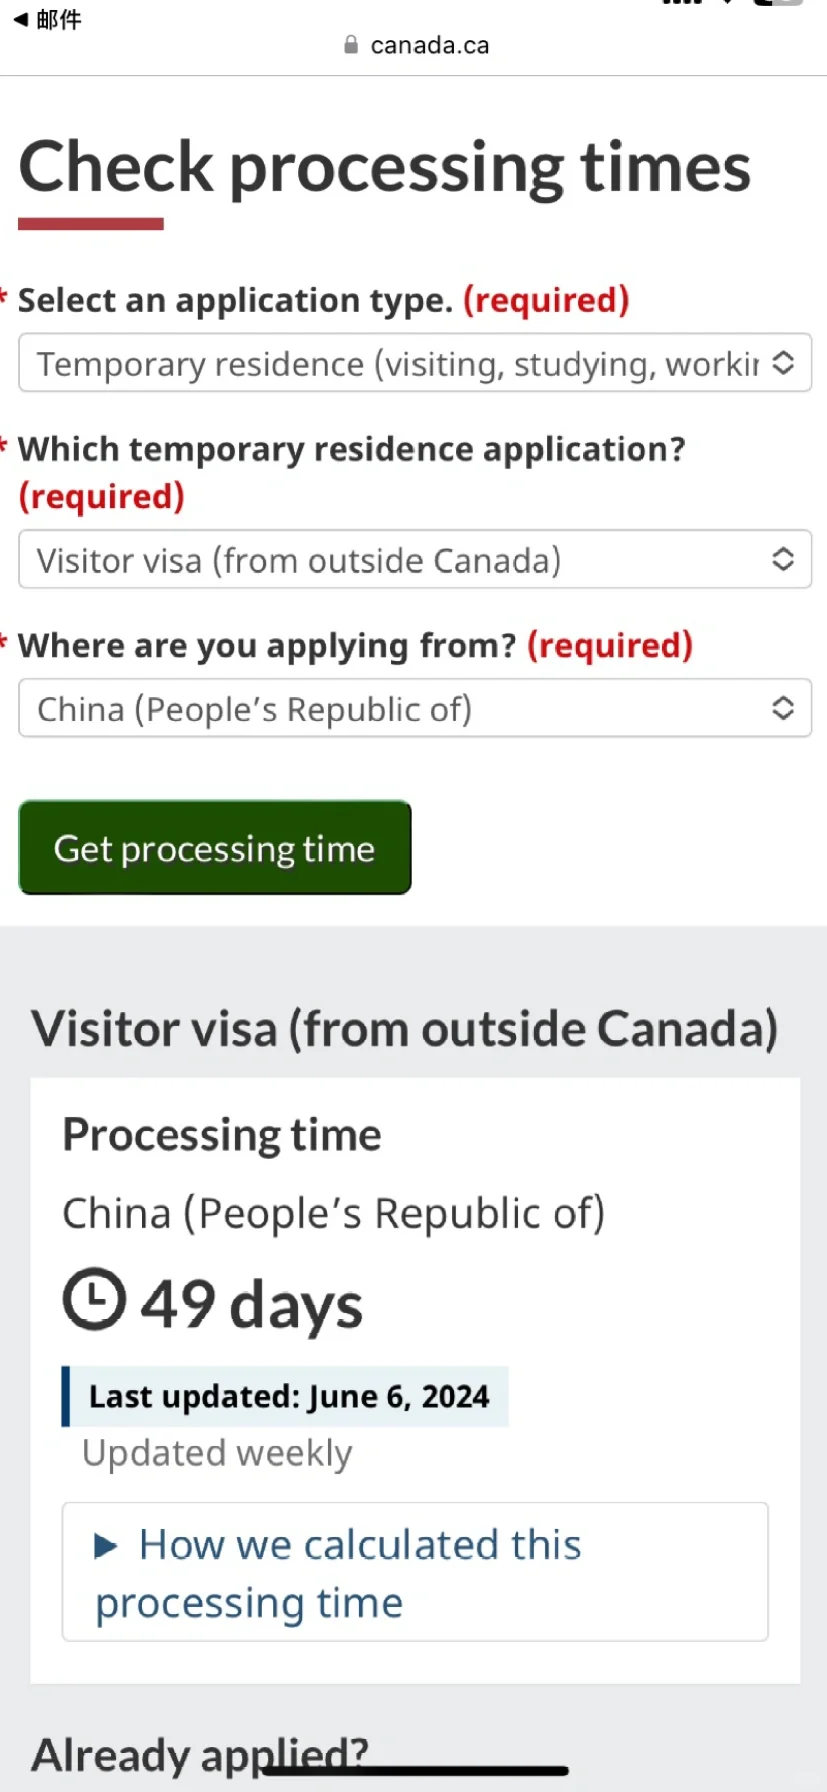 ◀ 邮件
canada.ca
Check processing times
* Select an application type. (required)
Temporary residence (visiting, studying, workin
* Which temporary residence application?
(required)
Visitor visa (from outside Canada)
* Where are you applying from? (required)
China (People’s Republic of)
Get processing time
Visitor visa (from outside Canada)
Processing time
China (People’s Republic of)
49 days
Last updated: June 6, 2024
Updated weekly
▶ How we calculated this
processing time
Already applied?